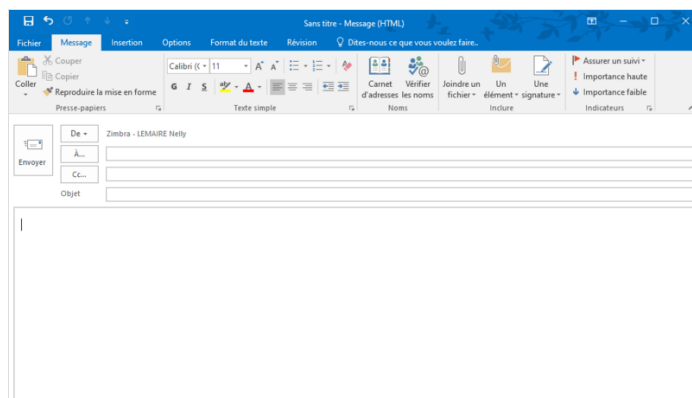 Sans titre - Message (HTML)
Fichier Message Insertion Options Format du texte Révision Dites-nous ce que vous voulez faire..
Coller
Couper
Copier
Reproduire la mise en forme
Presse-papiers
Calibri (C 11
G I S
Texte simple
Carnet d'adresses
Vérifier les noms
Noms
Joindre un fichier
Un élément
Une signature
Inclure
Assurer un suivi
Importance haute
Importance faible
Indicateurs
Envoyer
De
Zimbra - LEMAIRE Nelly
À...
Cc...
Objet